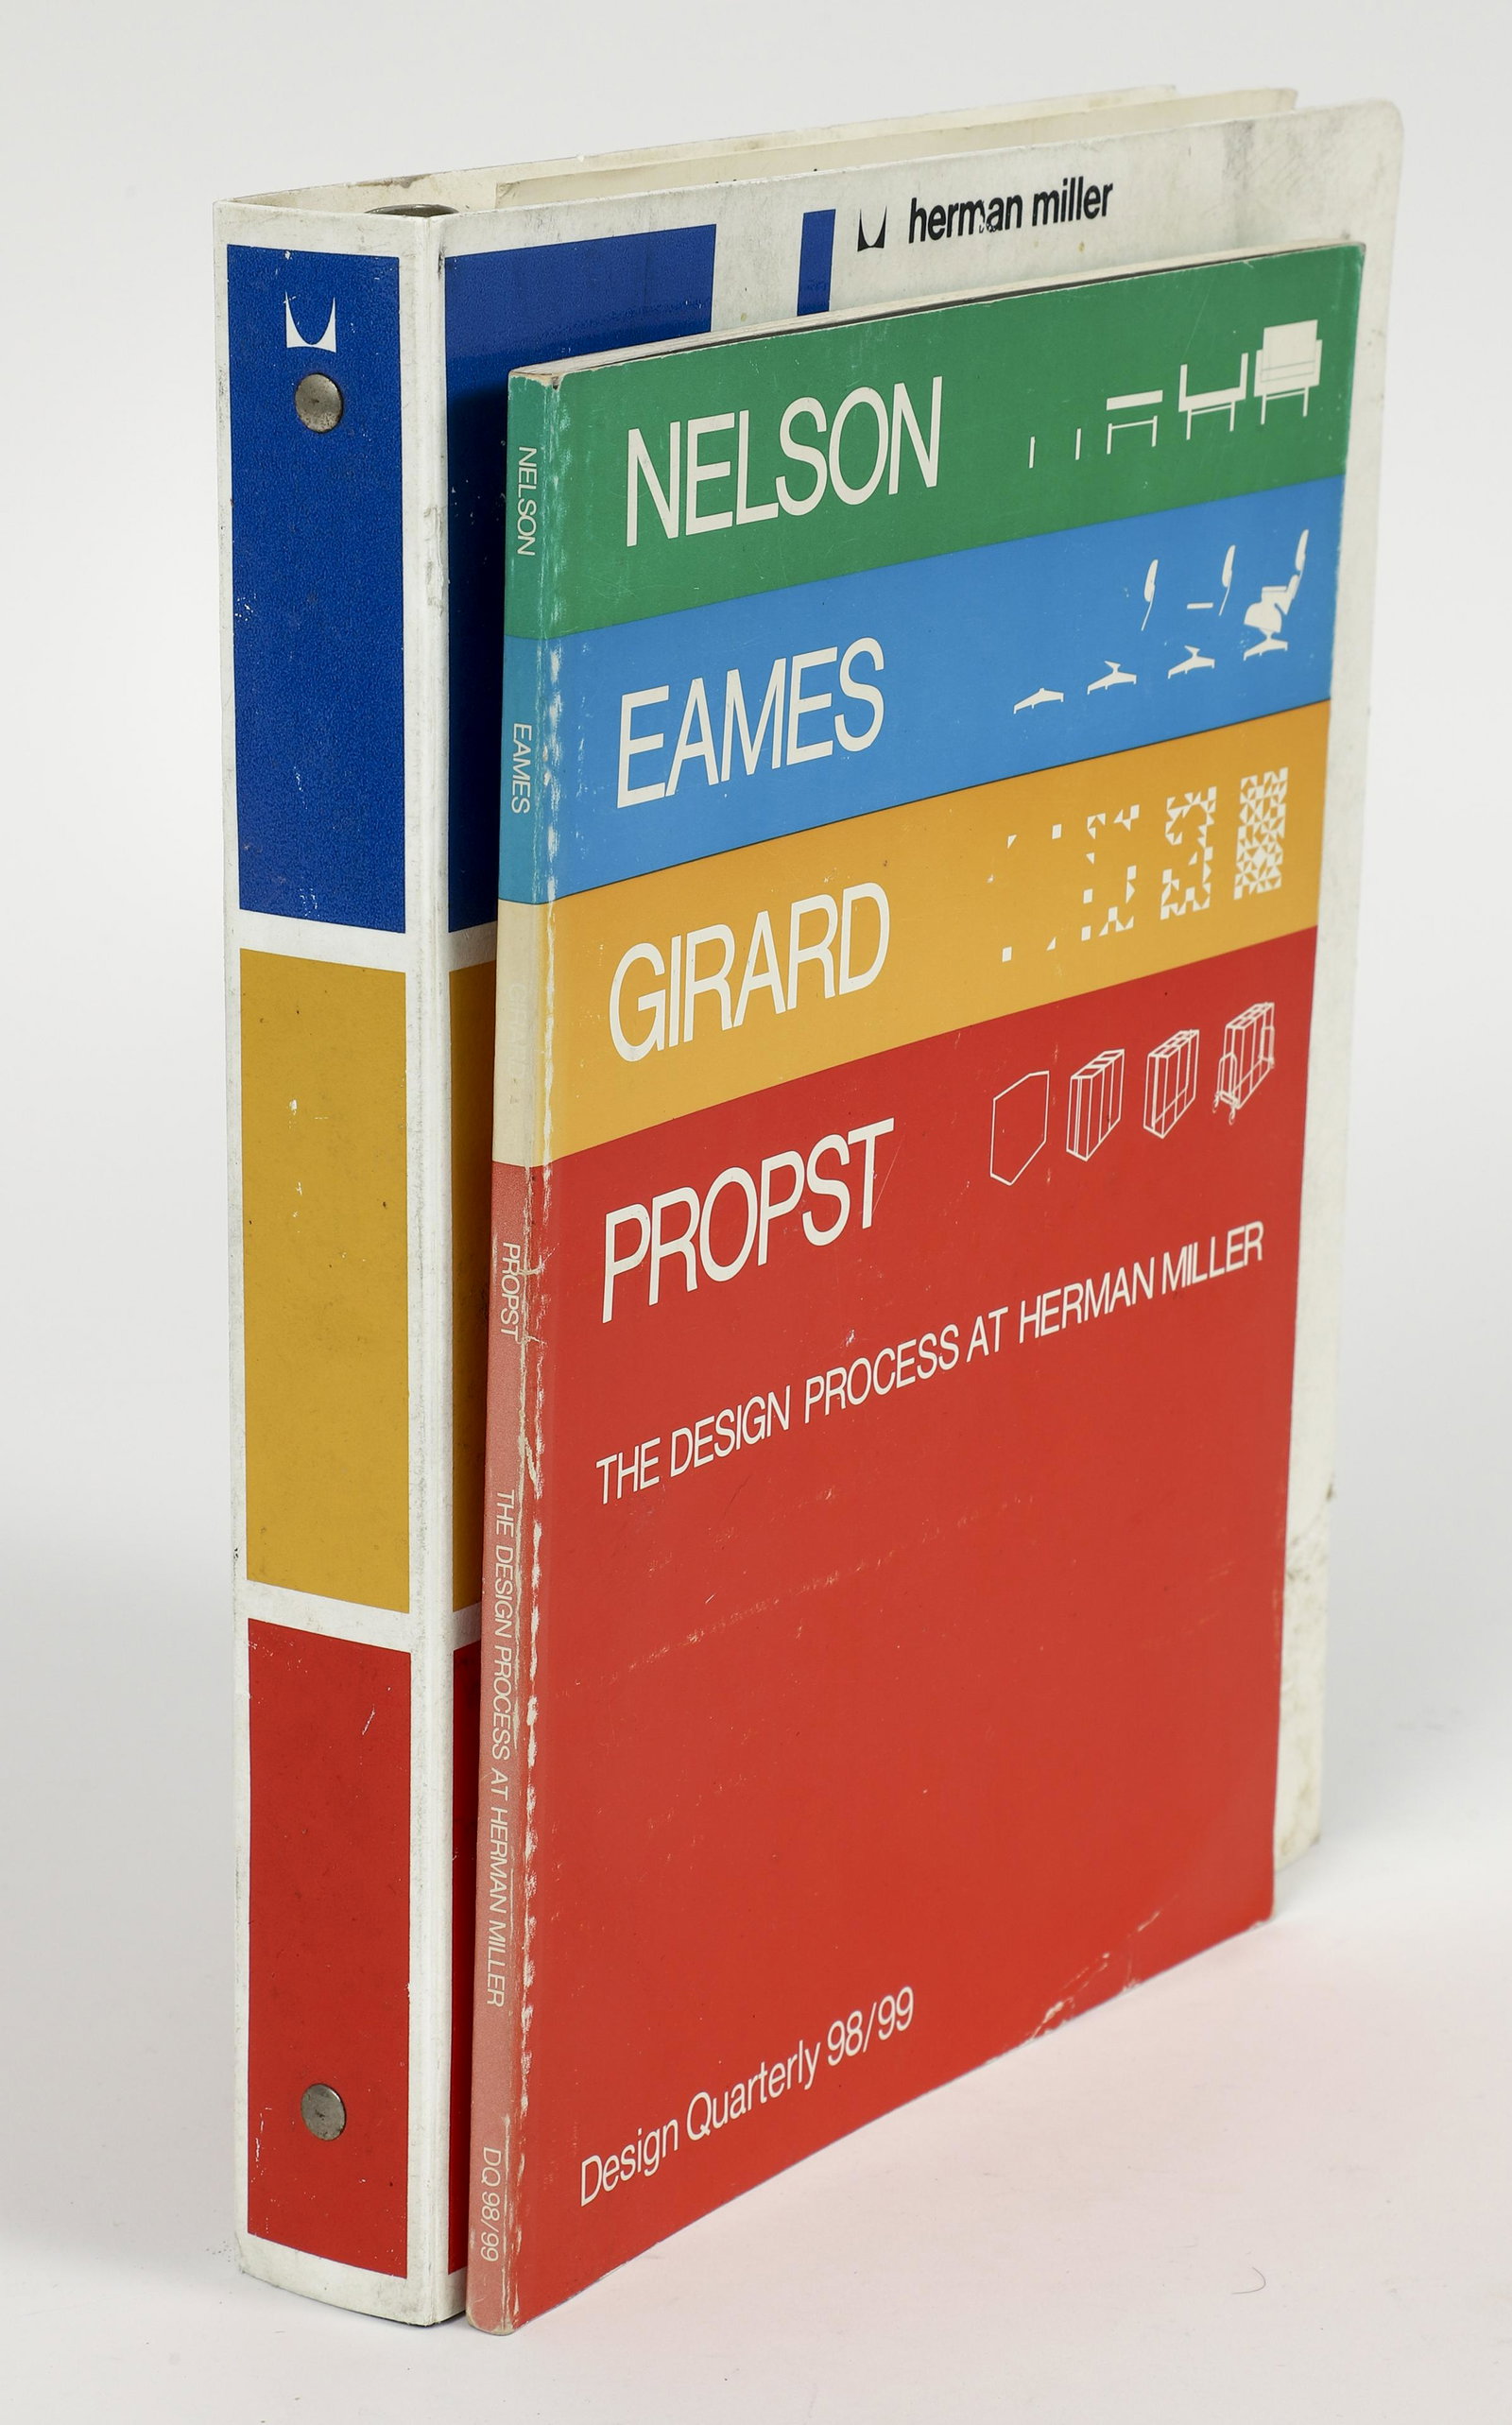 herman miller
NELSON
EAMES
GIRARD
PROPST
THE DESIGN PROCESS AT HERMAN MILLER
Design Quarterly 98/99
NELSON
EAMES
GIRARD
PROPST
THE DESIGN PROCESS AT HERMAN MILLER
DQ 98/99